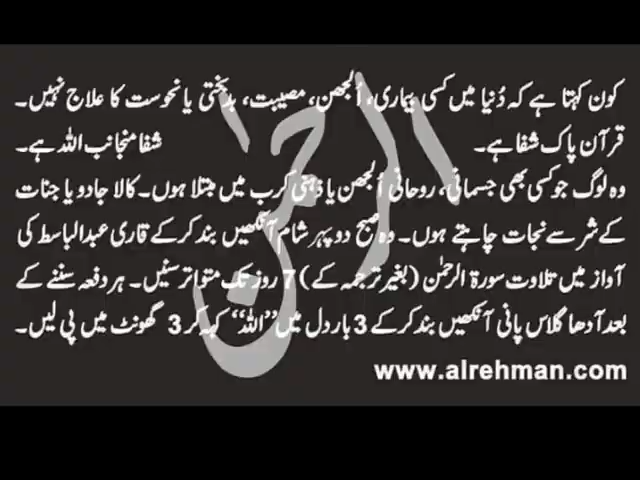 کون کہتا ہے کہ دُنیا میں کسی بیماری، اُلجھن، مصیبت، بدبختی یا نحوست کا علاج نہیں۔
قرآن پاک شفا ہے۔ شفا منجانب اللہ ہے۔
وہ لوگ جو کسی بھی جسمانی، روحانی اُلجھن یا ذہنی کرب میں مبتلا ہوں۔ کالا جادو یا جنات
کے شر سے نجات چاہتے ہوں۔ وہ صبح دوپہر شام آنکھیں بند کر کے قاری عبدالباسط کی
آواز میں تلاوت سورۃ الرحمٰن (بغیر ترجمہ کے) 7 روز تک متواتر سنیں۔ ہر دفعہ سننے کے
بعد آدھا گلاس پانی آنکھیں بند کر کے 3 بار دل میں ”اللہ“ کہہ کر 3 گھونٹ میں پی لیں۔
www.alrehman.com
الرحمٰن